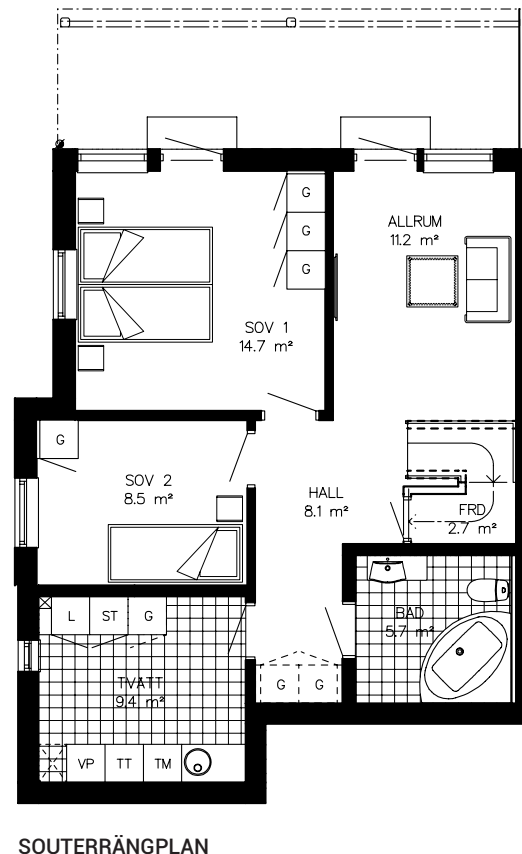 G
ALLRUM
11.2 m²
G
G
SOV 1
14.7 m²
G
SOV 2
8.5 m²
HALL
8.1 m²
FRD
2.7 m²
L ST G
BAD
5.7 m²
TVÄTT
9.4 m²
G G
VP TT TM
SOUTERRÄNGPLAN